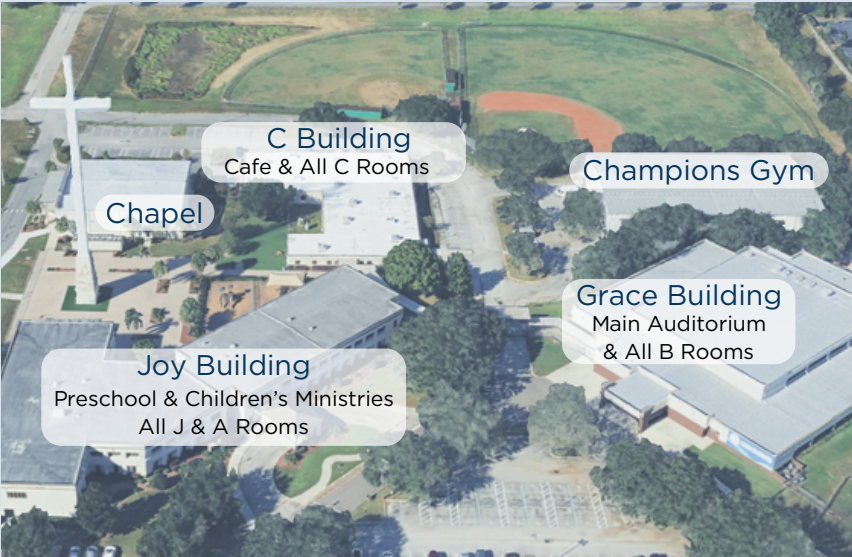 C Building
Cafe & All C Rooms
Champions Gym
Chapel
Grace Building
Main Auditorium
& All B Rooms
Joy Building
Preschool & Children's Ministries
All J & A Rooms